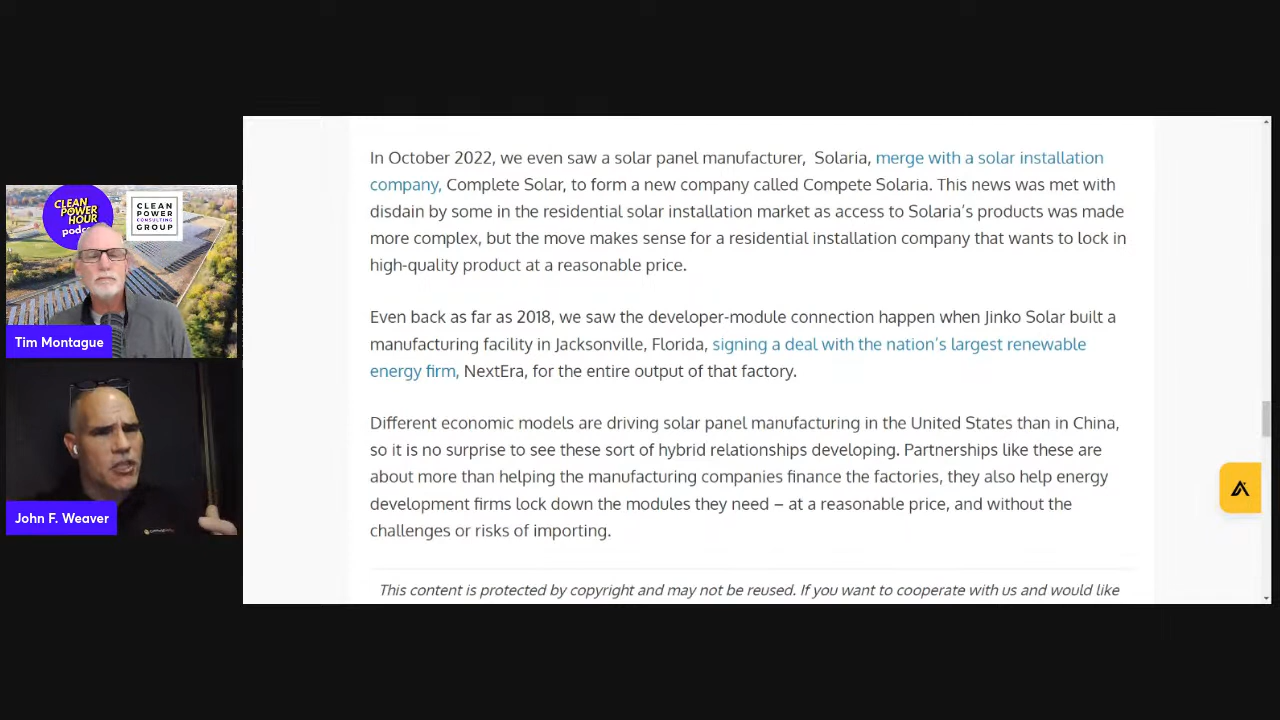 CLEAN
POWER
HOUR
CLEAN
POWER
CONSULTING
GROUP
Tim Montague
John F. Weaver
In October 2022, we even saw a solar panel manufacturer,  Solaria, merge with a solar installation
company, Complete Solar, to form a new company called Compete Solaria. This news was met with
disdain by some in the residential solar installation market as access to Solaria’s products was made
more complex, but the move makes sense for a residential installation company that wants to lock in
high-quality product at a reasonable price.
Even back as far as 2018, we saw the developer-module connection happen when Jinko Solar built a
manufacturing facility in Jacksonville, Florida, signing a deal with the nation’s largest renewable
energy firm, NextEra, for the entire output of that factory.
Different economic models are driving solar panel manufacturing in the United States than in China,
so it is no surprise to see these sort of hybrid relationships developing. Partnerships like these are
about more than helping the manufacturing companies finance the factories, they also help energy
development firms lock down the modules they need – at a reasonable price, and without the
challenges or risks of importing.
This content is protected by copyright and may not be reused. If you want to cooperate with us and would like